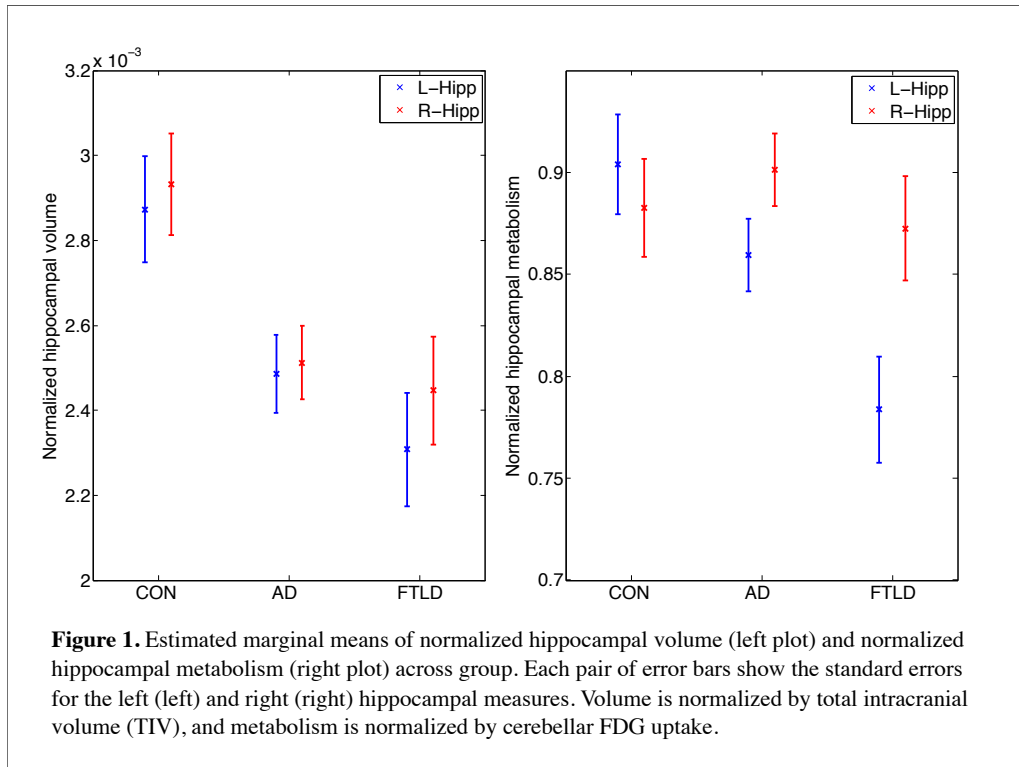 × 10⁻³
3.2
3
2.8
2.6
2.4
2.2
2
Normalized hippocampal volume
L−Hipp
R−Hipp
CON AD FTLD
0.9
0.85
0.8
0.75
0.7
Normalized hippocampal metabolism
L−Hipp
R−Hipp
CON AD FTLD
Figure 1. Estimated marginal means of normalized hippocampal volume (left plot) and normalized
hippocampal metabolism (right plot) across group. Each pair of error bars show the standard errors
for the left (left) and right (right) hippocampal measures. Volume is normalized by total intracranial
volume (TIV), and metabolism is normalized by cerebellar FDG uptake.